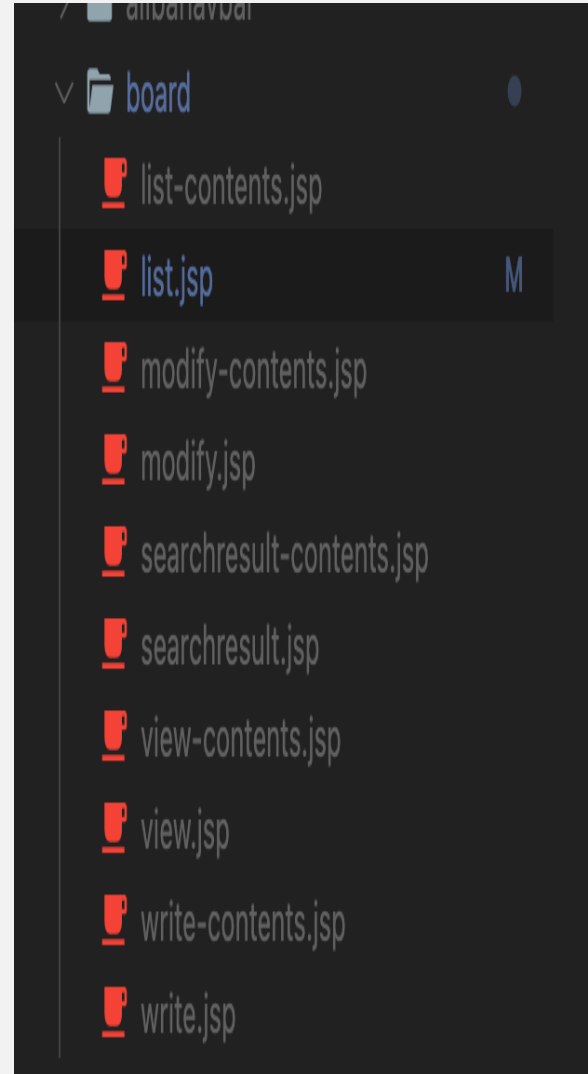 board
list-contents.jsp
list.jsp M
modify-contents.jsp
modify.jsp
searchresult-contents.jsp
searchresult.jsp
view-contents.jsp
view.jsp
write-contents.jsp
write.jsp